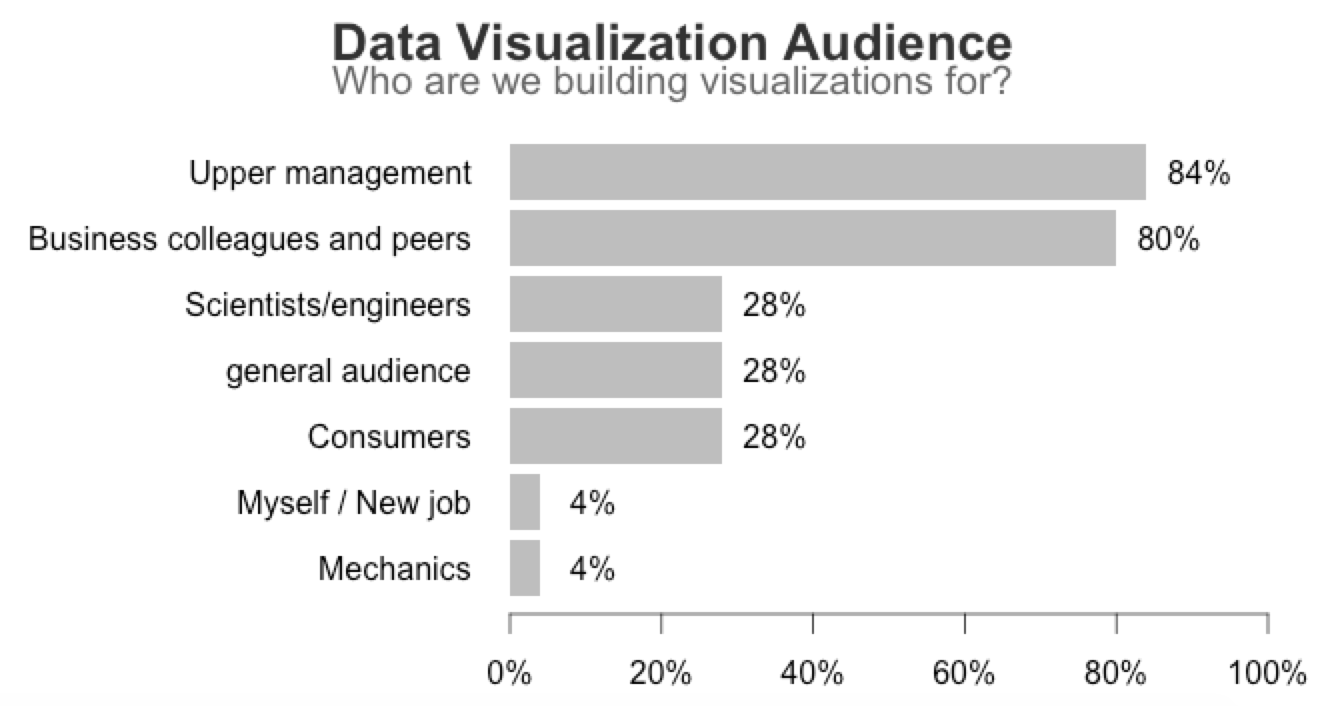 Data Visualization Audience
Who are we building visualizations for?
Upper management 84%
Business colleagues and peers 80%
Scientists/engineers 28%
general audience 28%
Consumers 28%
Myself / New job 4%
Mechanics 4%
0% 20% 40% 60% 80% 100%